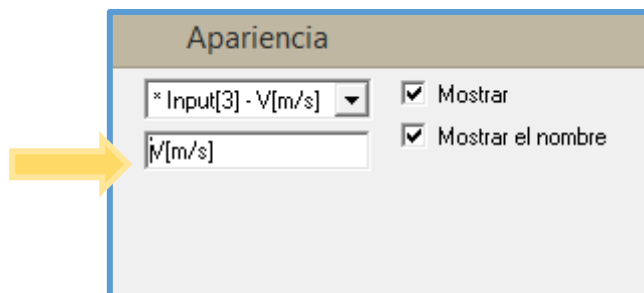 Apariencia
* Input[3] - V[m/s]
Mostrar
V[m/s]
Mostrar el nombre